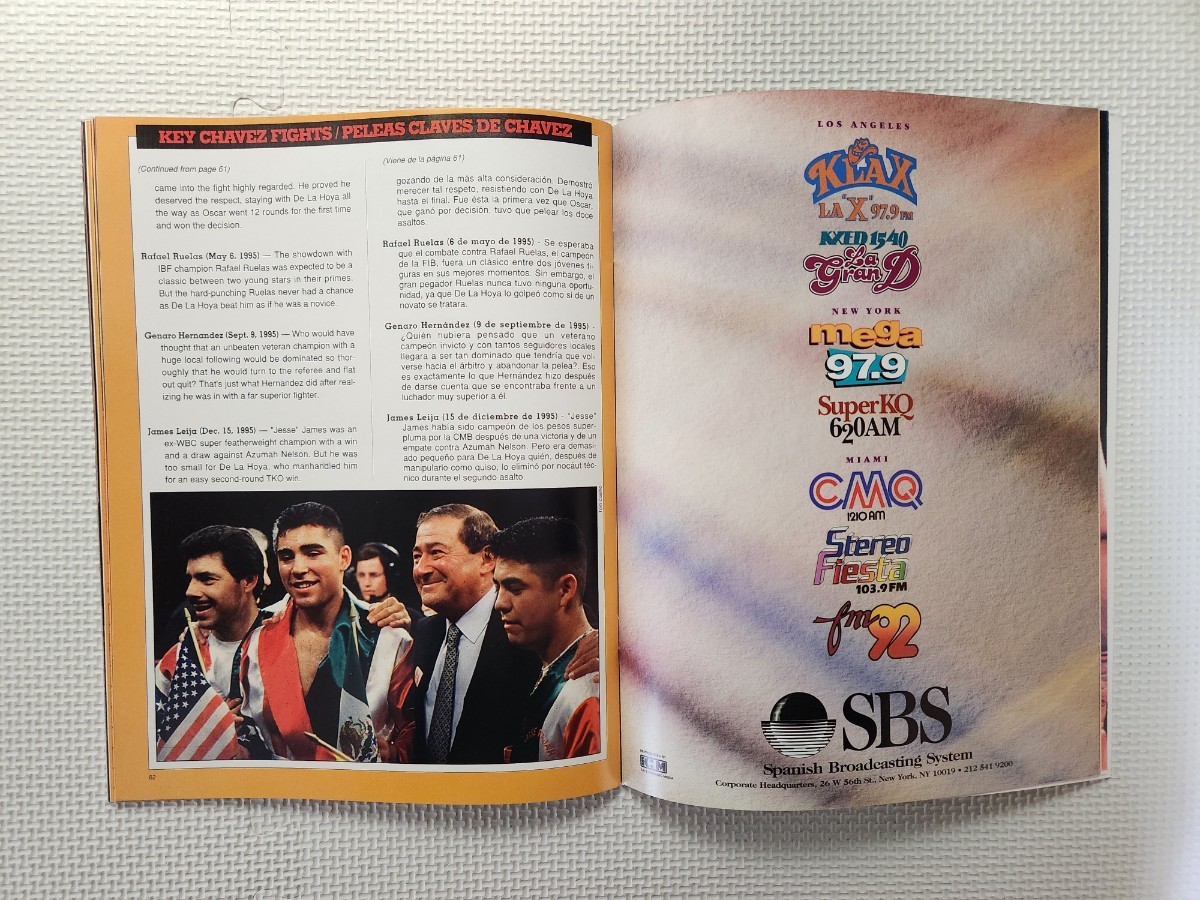 KEY CHAVEZ FIGHTS / PELEAS CLAVES DE CHAVEZ
(Continued from page 61)
came into the fight highly regarded. He proved he
deserved the respect, staying with De La Hoya all
the way as Oscar went 12 rounds for the first time
and won the decision.
Rafael Ruelas (May 6, 1995) — The showdown with
IBF champion Rafael Ruelas was expected to be a
classic between two young stars in their primes.
But the hard-punching Ruelas never had a chance
as De La Hoya beat him as if he was a novice.
Genaro Hernandez (Sept. 9, 1995) — Who would have
thought that an unbeaten veteran champion with a
huge local following would be dominated so thor-
oughly that he would turn to the referee and flat
out quit? That's just what Hernandez did after real-
izing he was in with a far superior fighter.
James Leija (Dec. 15, 1995) — "Jesse" James was an
ex-WBC super featherweight champion with a win
and a draw against Azumah Nelson. But he was
too small for De La Hoya, who manhandled him
for an easy second-round TKO win.
(Viene de la página 61)
gozando de la más alta consideración. Demostró
merecer tal respeto, resistiendo con De La Hoya
hasta el final. Fue ésta la primera vez que Oscar,
que ganó por decisión, tuvo que pelear los doce
asaltos.
Rafael Ruelas (6 de mayo de 1995) - Se esperaba
que el combate contra Rafael Ruelas, el campeón
de la FIB, fuera un clásico entre dos jóvenes fi-
guras en sus mejores momentos. Sin embargo, el
gran pegador Ruelas nunca tuvo ninguna oportu-
nidad, ya que De La Hoya lo golpeó como si de un
novato se tratara.
Genaro Hernández (9 de septiembre de 1995) -
¿Quién hubiera pensado que un veterano
campeón invicto y con tantos seguidores locales
llegara a ser tan dominado que tendría que vol-
verse hacia el árbitro y abandonar la pelea?. Eso
es exactamente lo que Hernández hizo después
de darse cuenta que se encontraba frente a un
luchador muy superior a él.
James Leija (15 de diciembre de 1995) - "Jesse"
James había sido campeón de los pesos super-
pluma por la CMB después de una victoria y de un
empate contra Azumah Nelson. Pero era demasi-
ado pequeño para De La Hoya quién, después de
manipularlo como quiso, lo eliminó por nocaut téc-
nico durante el segundo asalto.
62
LOS ANGELES
KLAX
"LA X" 97.9 FM
KXED 1540
La Gran D
NEW YORK
mega
97.9
SuperKQ
620AM
MIAMI
CMQ
1210 AM
Stereo
Fiesta
103.9 FM
fm 92
SBS
Spanish Broadcasting System
Corporate Headquarters, 26 W 56th St., New York, NY 10019 • 212 541 9200